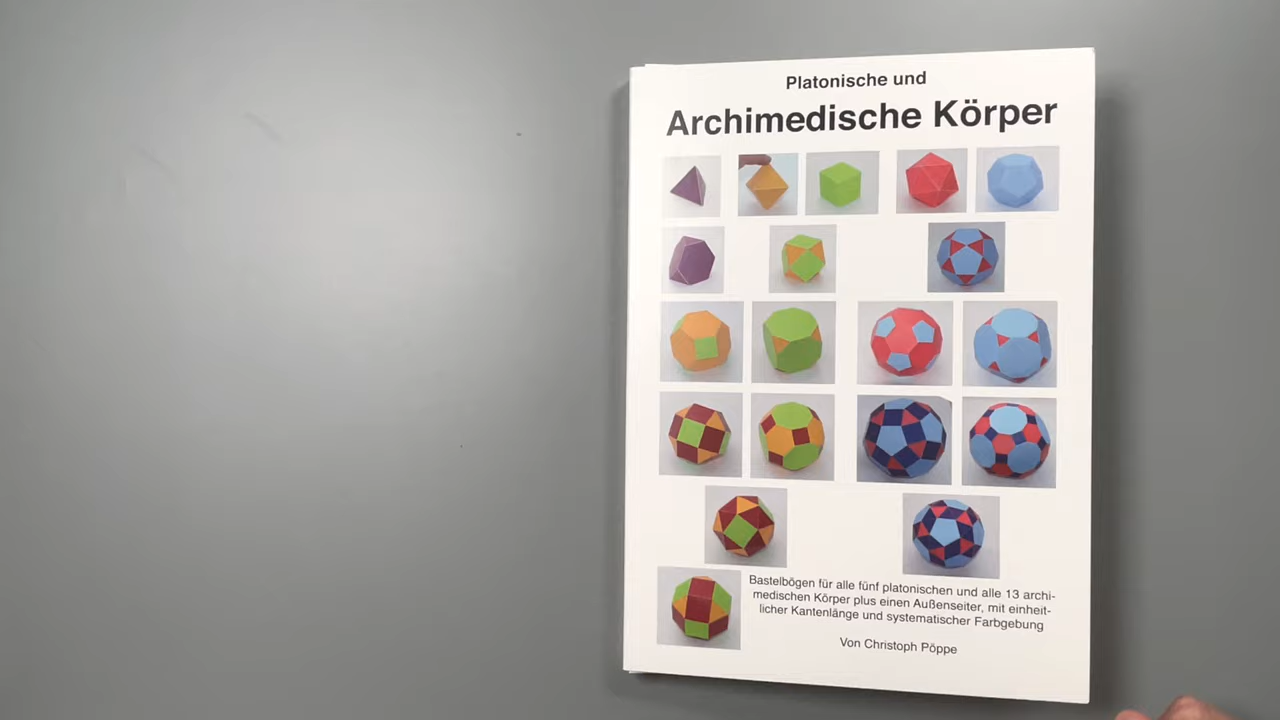 Platonische und
Archimedische Körper
Bastelbögen für alle fünf platonischen und alle 13 archi-
medischen Körper plus einen Außenseiter, mit einheit-
licher Kantenlänge und systematischer Farbgebung
Von Christoph Pöppe